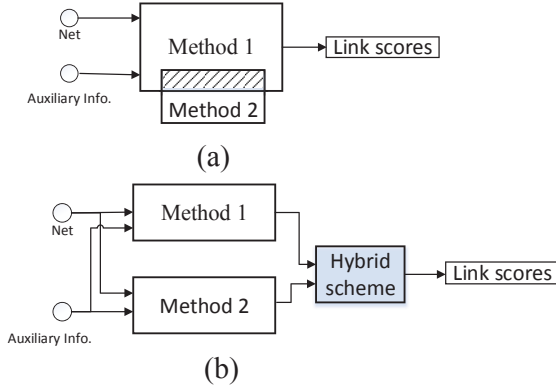 Net
Method 1
Link scores
Auxiliary Info.
Method 2
(a)
Net
Method 1
Hybrid
scheme
Link scores
Method 2
Auxiliary Info.
(b)